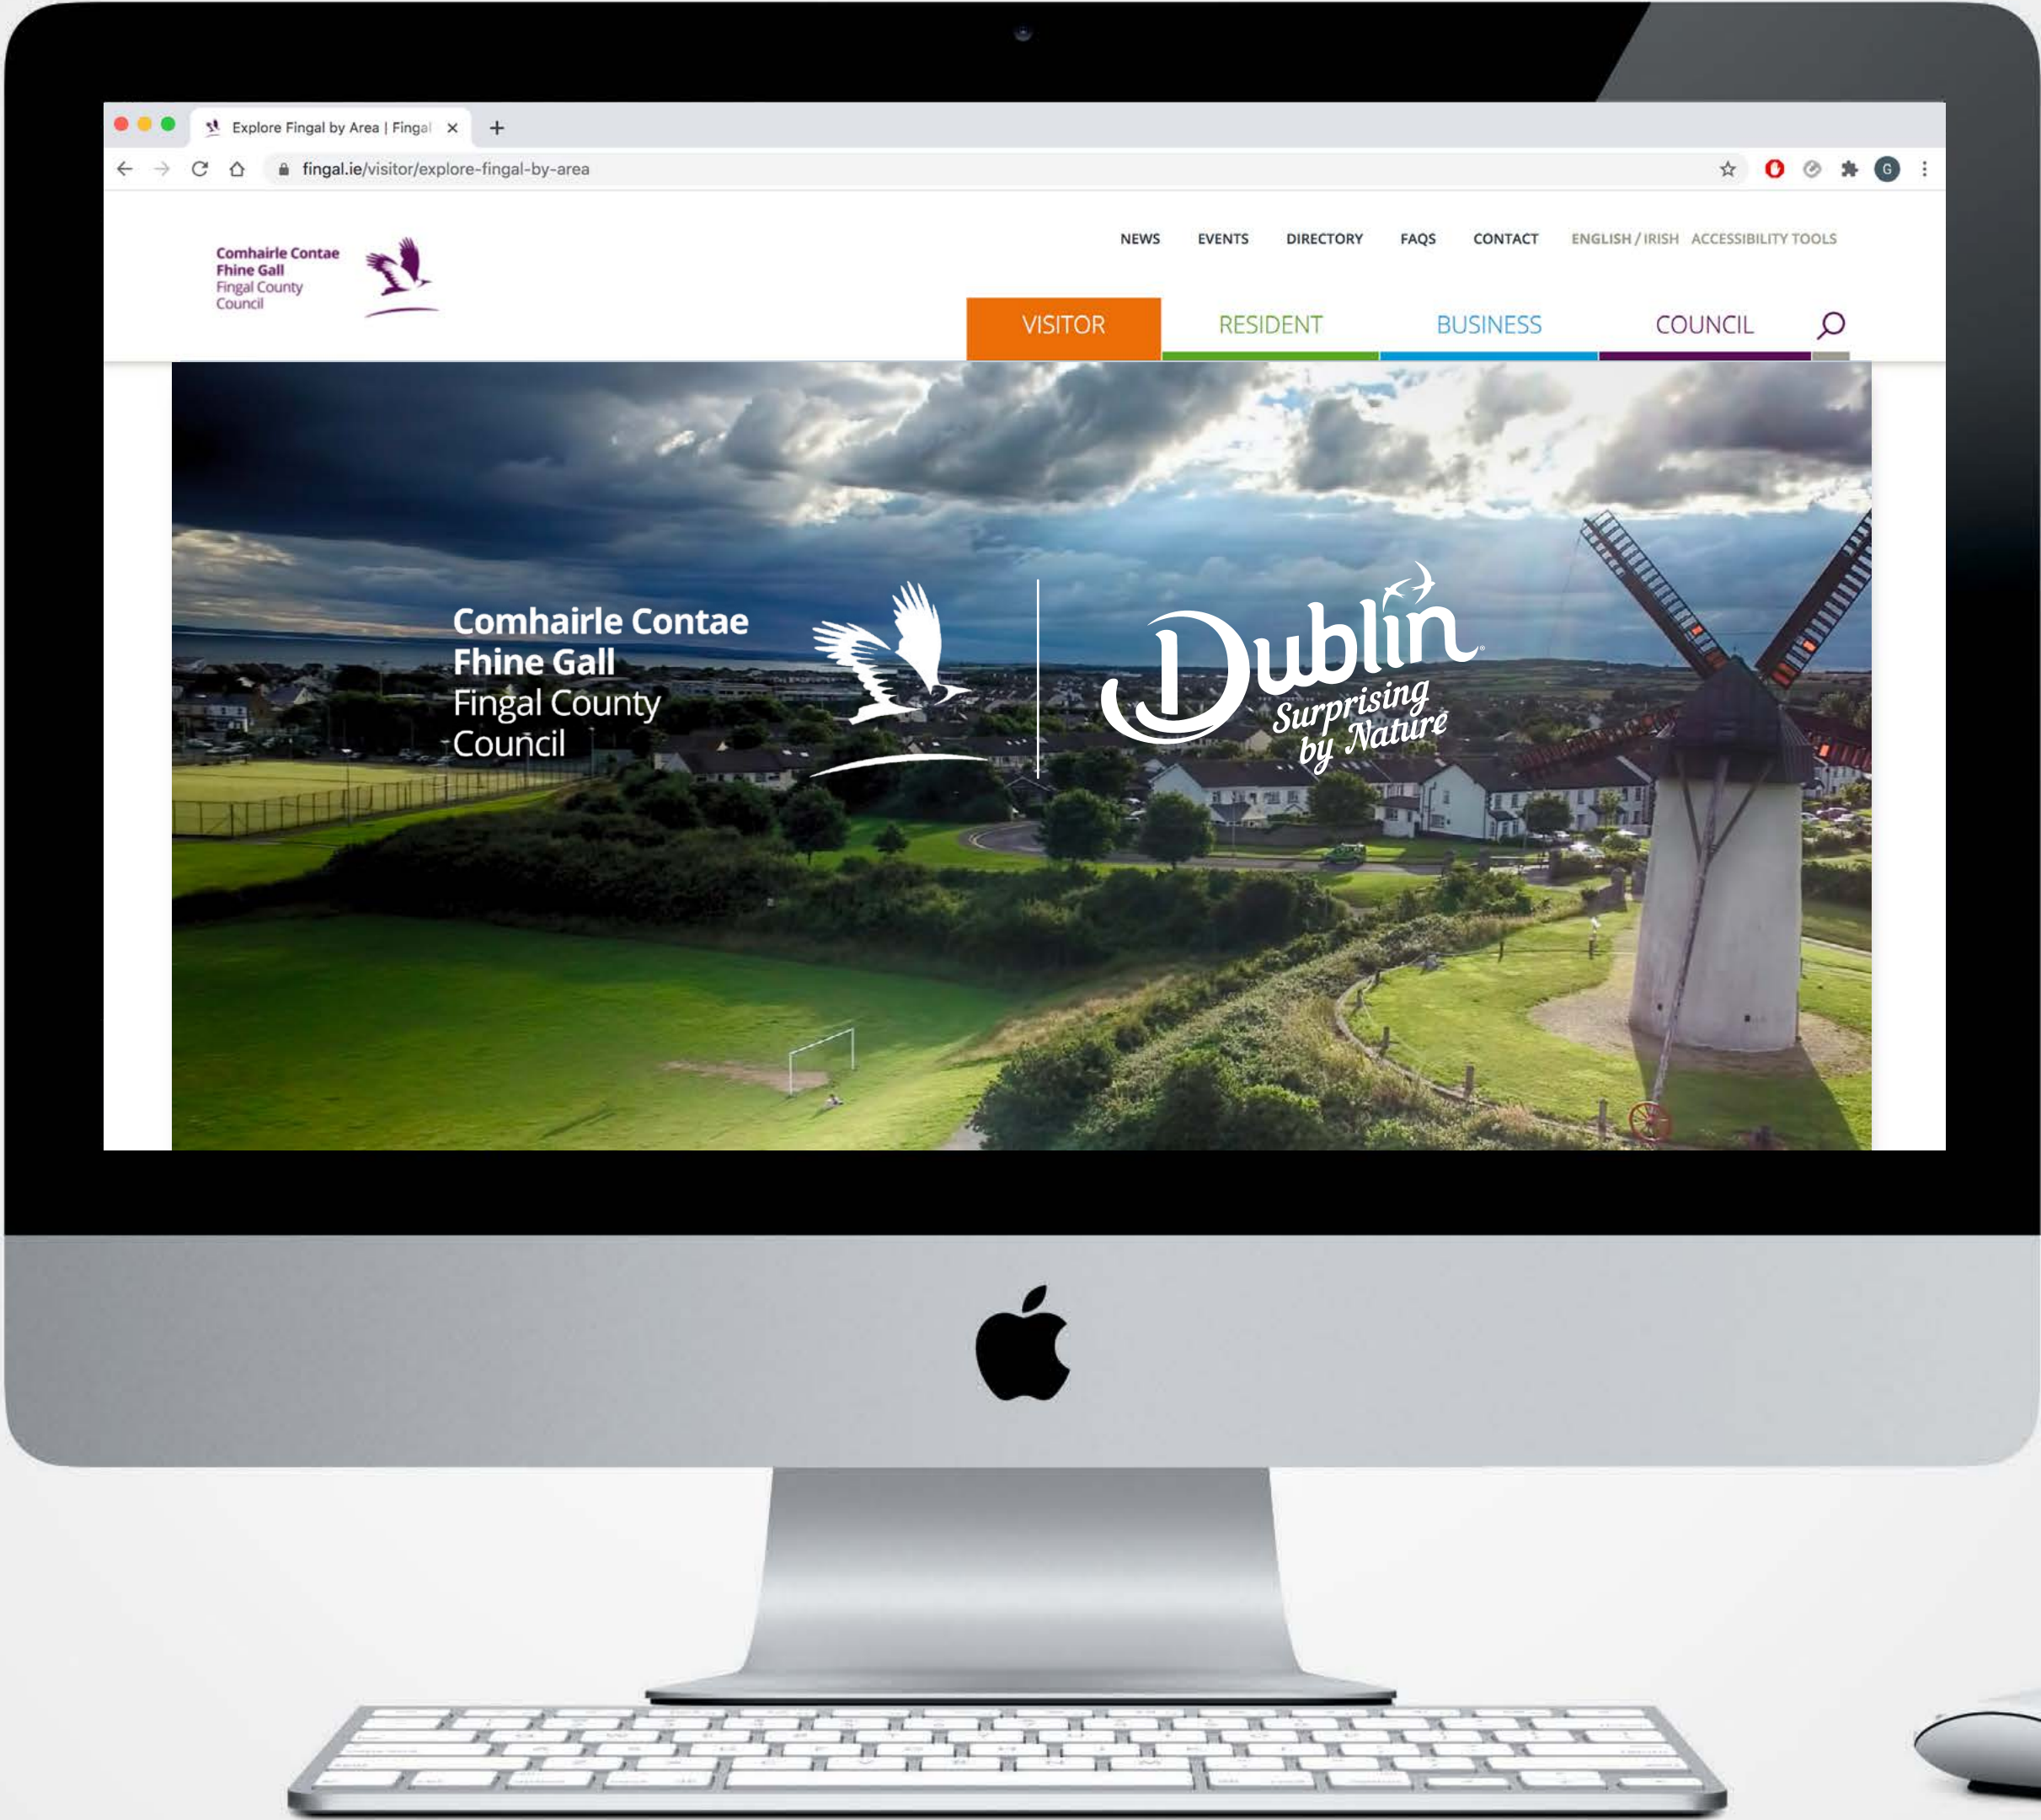 Explore Fingal by Area | Fingal
fingal.ie/visitor/explore-fingal-by-area
G
Comhairle Contae
Fhine Gall
Fingal County
Council
NEWS EVENTS DIRECTORY FAQS CONTACT ENGLISH / IRISH ACCESSIBILITY TOOLS
VISITOR RESIDENT BUSINESS COUNCIL
Comhairle Contae
Fhine Gall
Fingal County
Council
Dublin®
Surprising
by Nature